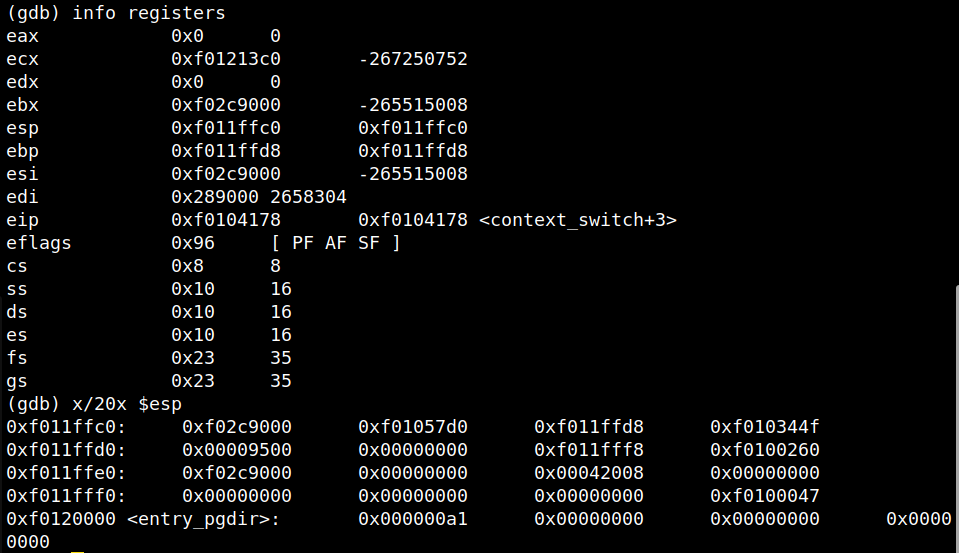 (gdb) info registers
eax 0x0 0
ecx 0xf01213c0 -267250752
edx 0x0 0
ebx 0xf02c9000 -265515008
esp 0xf011ffc0 0xf011ffc0
ebp 0xf011ffd8 0xf011ffd8
esi 0xf02c9000 -265515008
edi 0x289000 2658304
eip 0xf0104178 0xf0104178 <context_switch+3>
eflags 0x96 [ PF AF SF ]
cs 0x8 8
ss 0x10 16
ds 0x10 16
es 0x10 16
fs 0x23 35
gs 0x23 35
(gdb) x/20x $esp
0xf011ffc0: 0xf02c9000 0xf01057d0 0xf011ffd8 0xf010344f
0xf011ffd0: 0x00009500 0x00000000 0xf011fff8 0xf0100260
0xf011ffe0: 0xf02c9000 0x00000000 0x00042008 0x00000000
0xf011fff0: 0x00000000 0x00000000 0x00000000 0xf0100047
0xf0120000 <entry_pgdir>: 0x000000a1 0x00000000 0x00000000 0x0000
0000